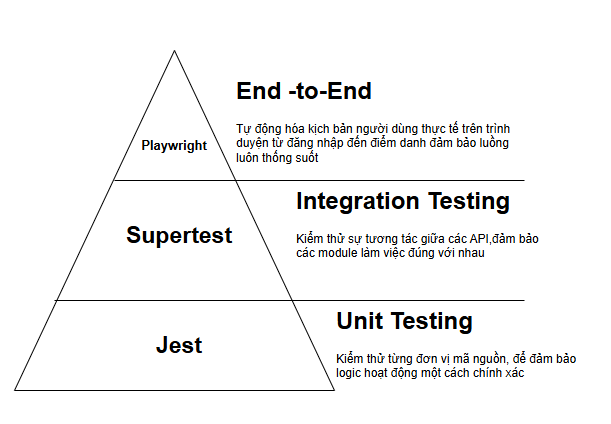 End -to-End
Tự động hóa kịch bản người dùng thực tế trên trình
duyện từ đăng nhập đến điểm danh đảm bảo luồng
luôn thống suốt
Playwright
Integration Testing
Supertest
Kiểm thử sự tương tác giữa các API,đảm bảo
các module làm việc đúng với nhau
Unit Testing
Jest
Kiểm thử từng đơn vị mã nguồn, để đảm bảo
logic hoạt động một cách chính xác